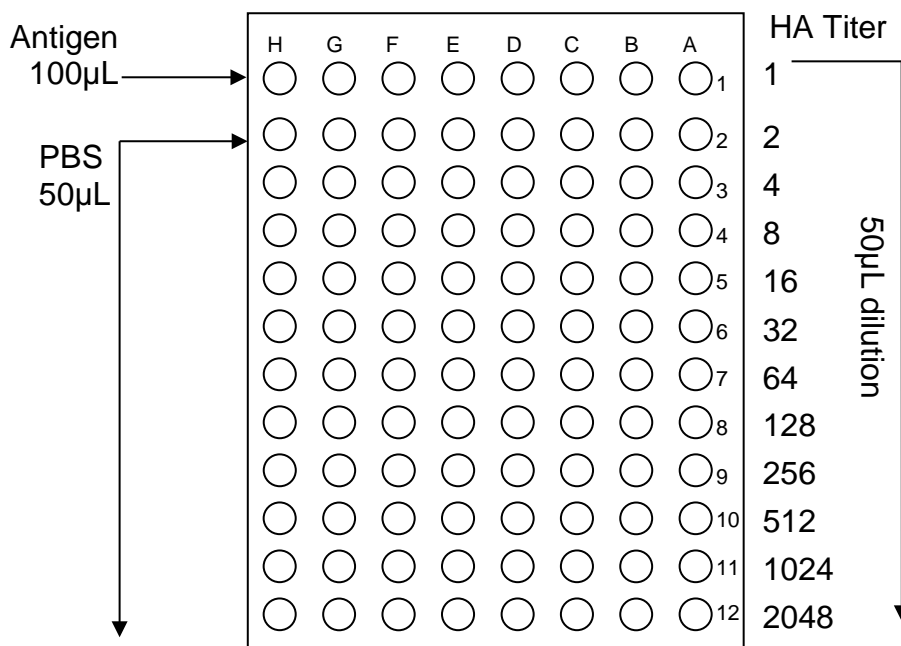 Antigen
100µL
PBS
50µL
H G F E D C B A
HA Titer
1 1
2 2
3 4
4 8
5 16
6 32
7 64
8 128
9 256
10 512
11 1024
12 2048
50µL dilution